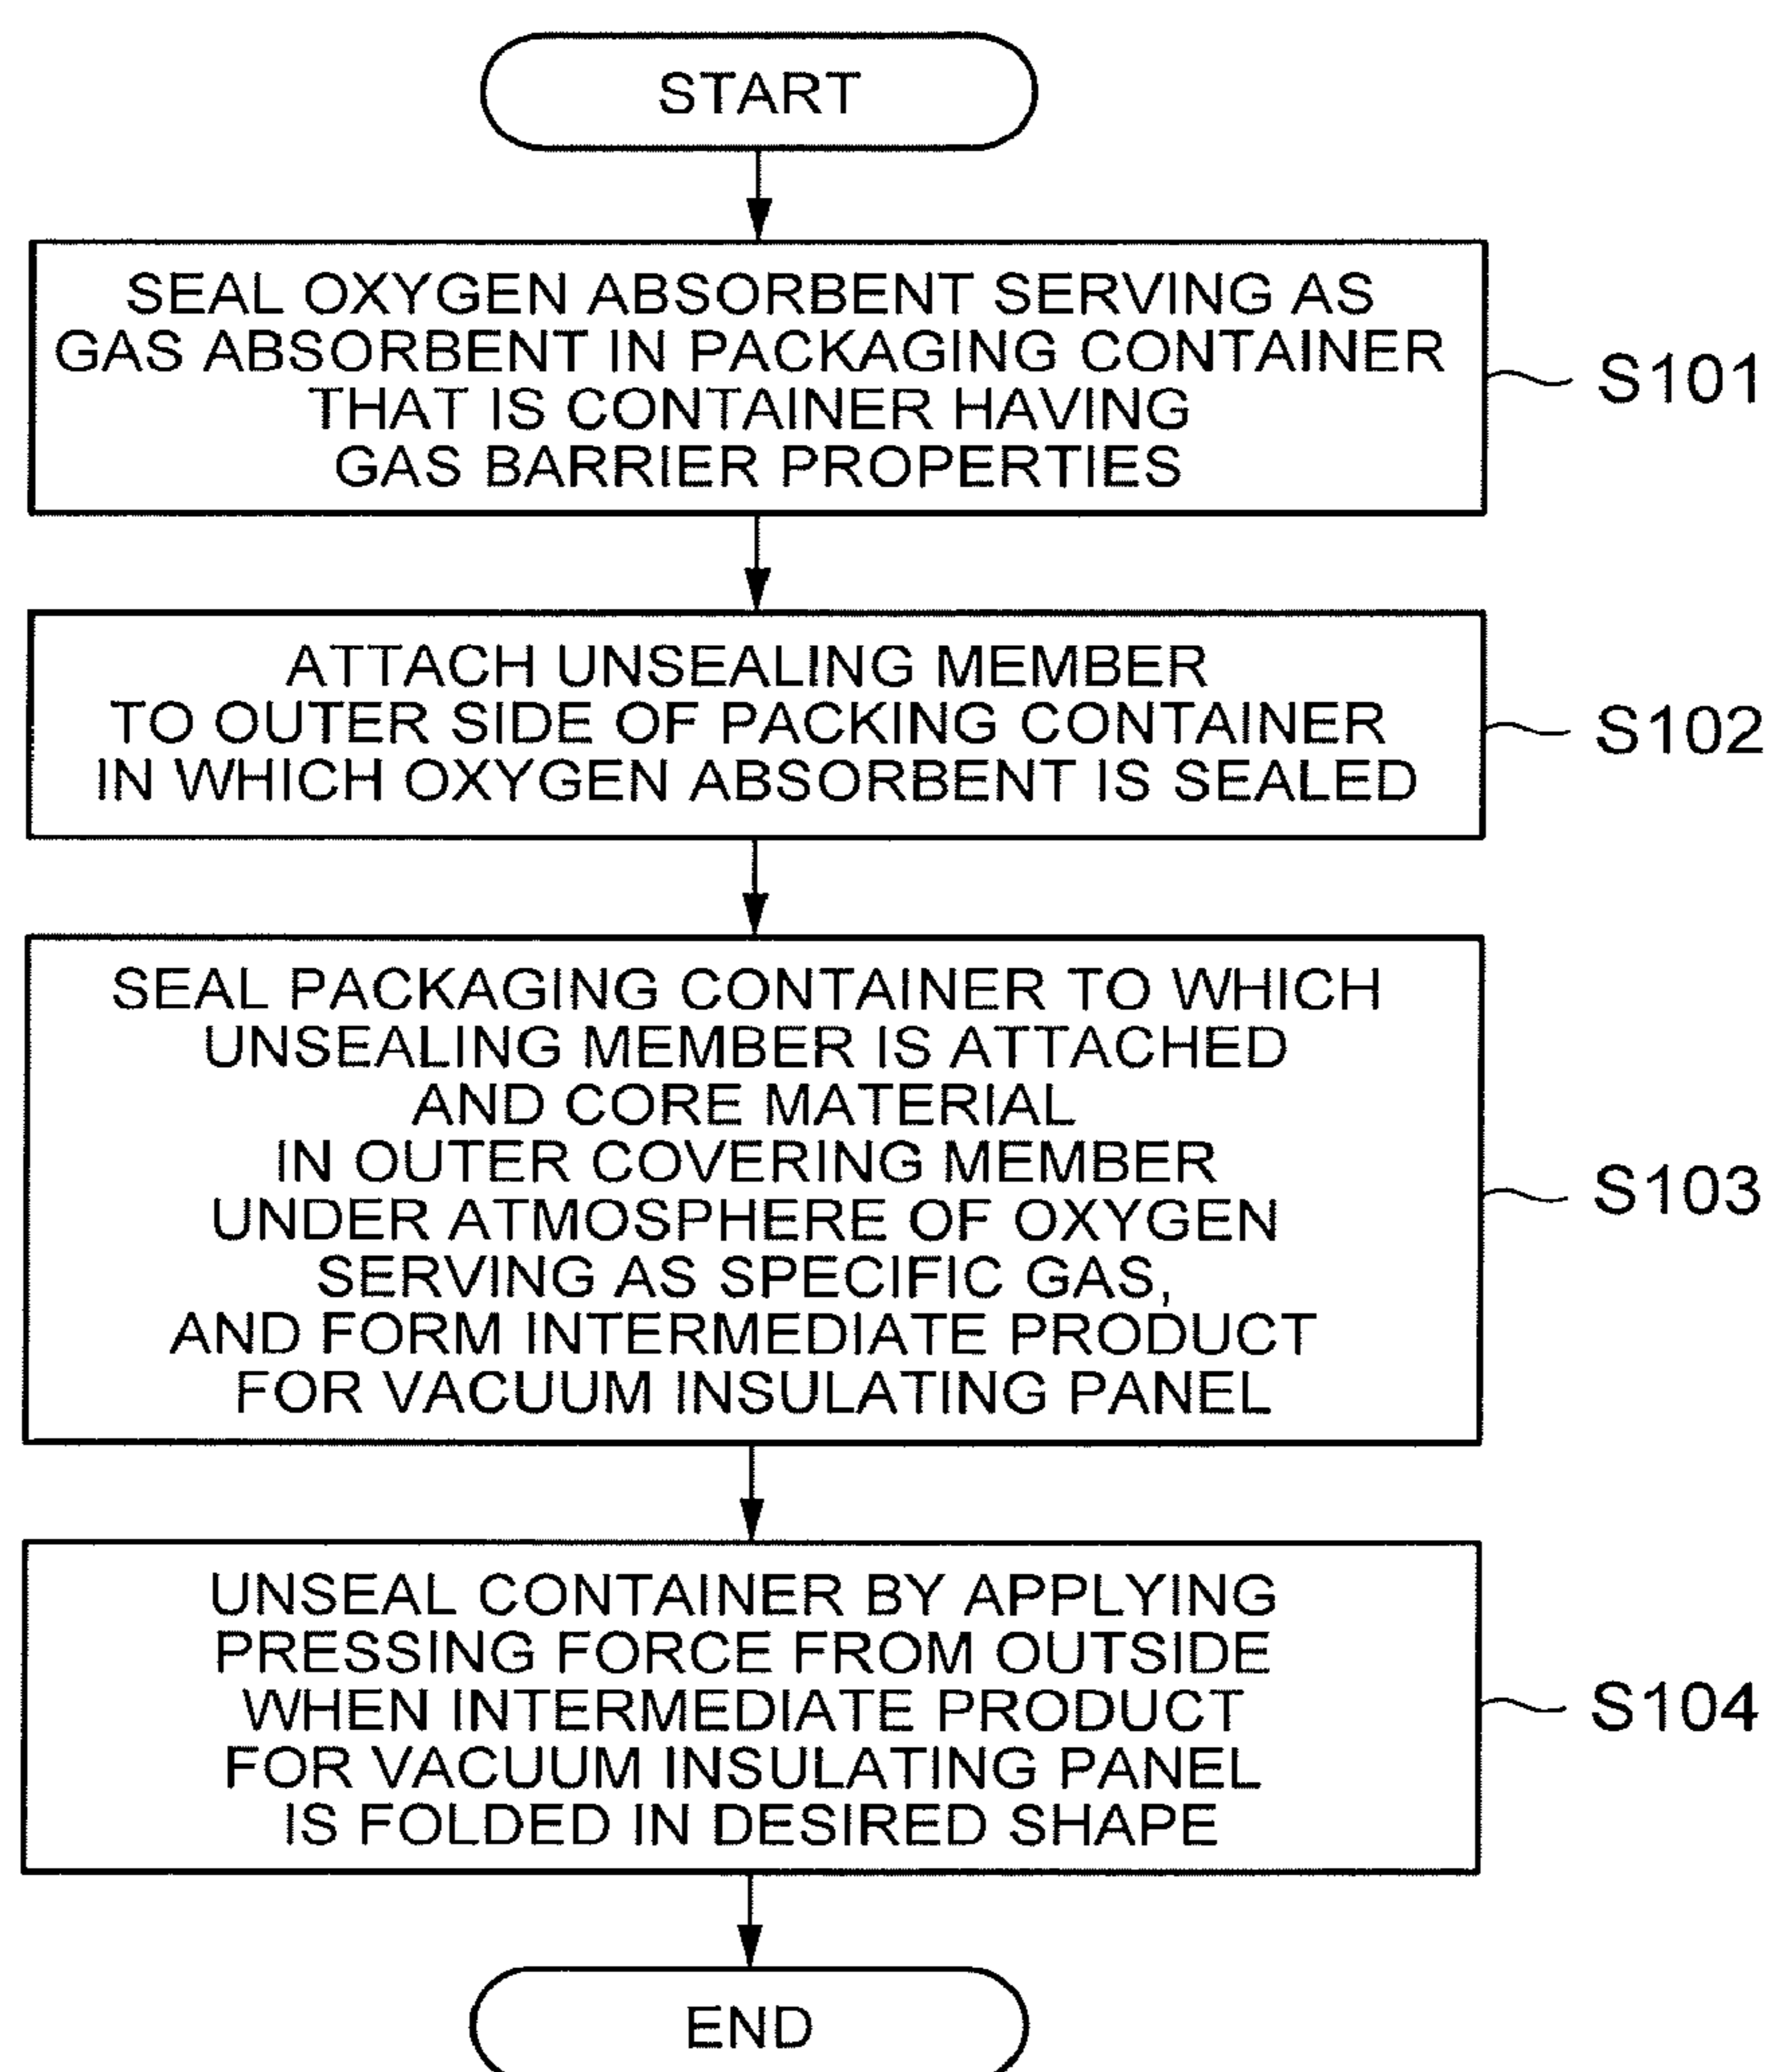 START
SEAL OXYGEN ABSORBENT SERVING AS
GAS ABSORBENT IN PACKAGING CONTAINER
THAT IS CONTAINER HAVING
GAS BARRIER PROPERTIES
S101
ATTACH UNSEALING MEMBER
TO OUTER SIDE OF PACKING CONTAINER
IN WHICH OXYGEN ABSORBENT IS SEALED
S102
SEAL PACKAGING CONTAINER TO WHICH
UNSEALING MEMBER IS ATTACHED
AND CORE MATERIAL
IN OUTER COVERING MEMBER
UNDER ATMOSPHERE OF OXYGEN
SERVING AS SPECIFIC GAS,
AND FORM INTERMEDIATE PRODUCT
FOR VACUUM INSULATING PANEL
S103
UNSEAL CONTAINER BY APPLYING
PRESSING FORCE FROM OUTSIDE
WHEN INTERMEDIATE PRODUCT
FOR VACUUM INSULATING PANEL
IS FOLDED IN DESIRED SHAPE
S104
END